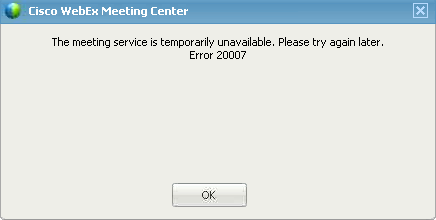 Cisco WebEx Meeting Center
The meeting service is temporarily unavailable. Please try again later.
Error 20007
OK